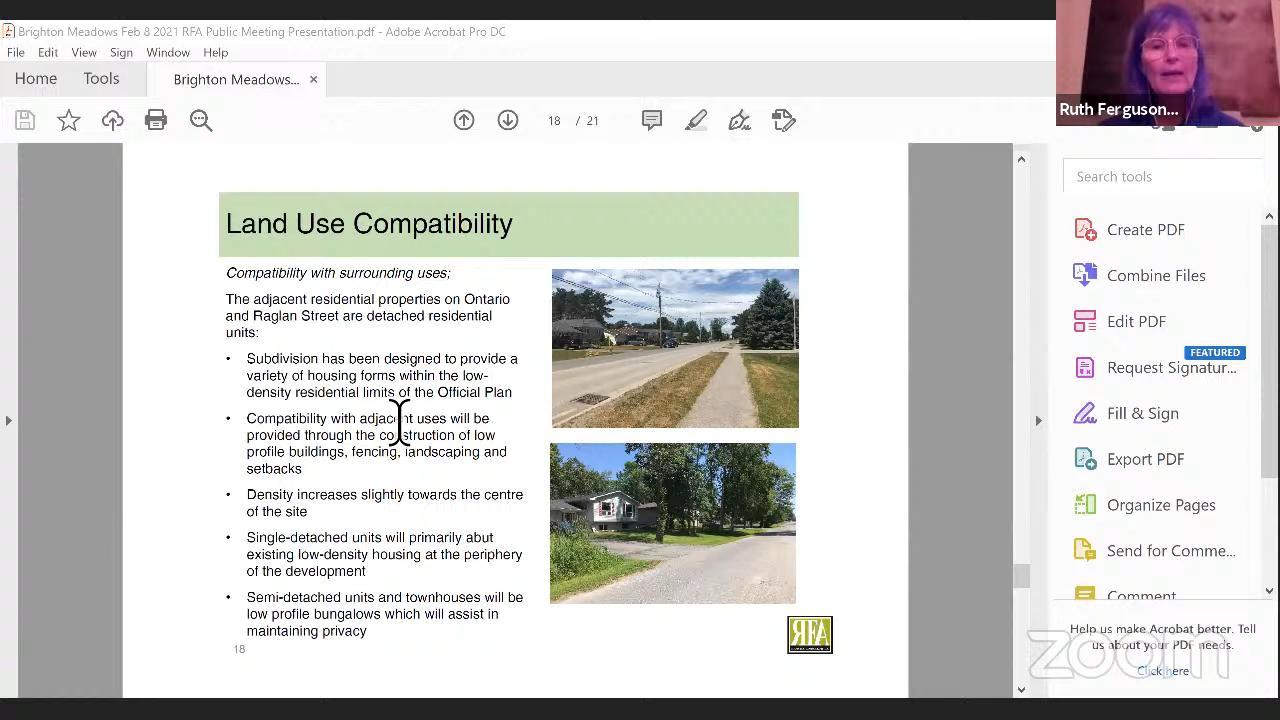 Brighton Meadows Feb 8 2021 RFA Public Meeting Presentation.pdf - Adobe Acrobat Pro DC
File Edit View Sign Window Help
Home Tools Brighton Meadows... ×
18 / 21
Ruth Ferguson...
Search tools
Land Use Compatibility
Compatibility with surrounding uses;
The adjacent residential properties on Ontario
and Raglan Street are detached residential
units:
• Subdivision has been designed to provide a
variety of housing forms within the low-
density residential limits of the Official Plan
• Compatibility with adjacent uses will be
provided through the construction of low
profile buildings, fencing, landscaping and
setbacks
• Density increases slightly towards the centre
of the site
• Single-detached units will primarily abut
existing low-density housing at the periphery
of the development
• Semi-detached units and townhouses will be
low profile bungalows which will assist in
maintaining privacy
18
RFA
Create PDF
Combine Files
Edit PDF
FEATURED
Request Signatur...
Fill & Sign
Export PDF
Organize Pages
Send for Comme...
Comment
Help us make Acrobat better. Tell
us about your PDF needs.
Click here
zoom